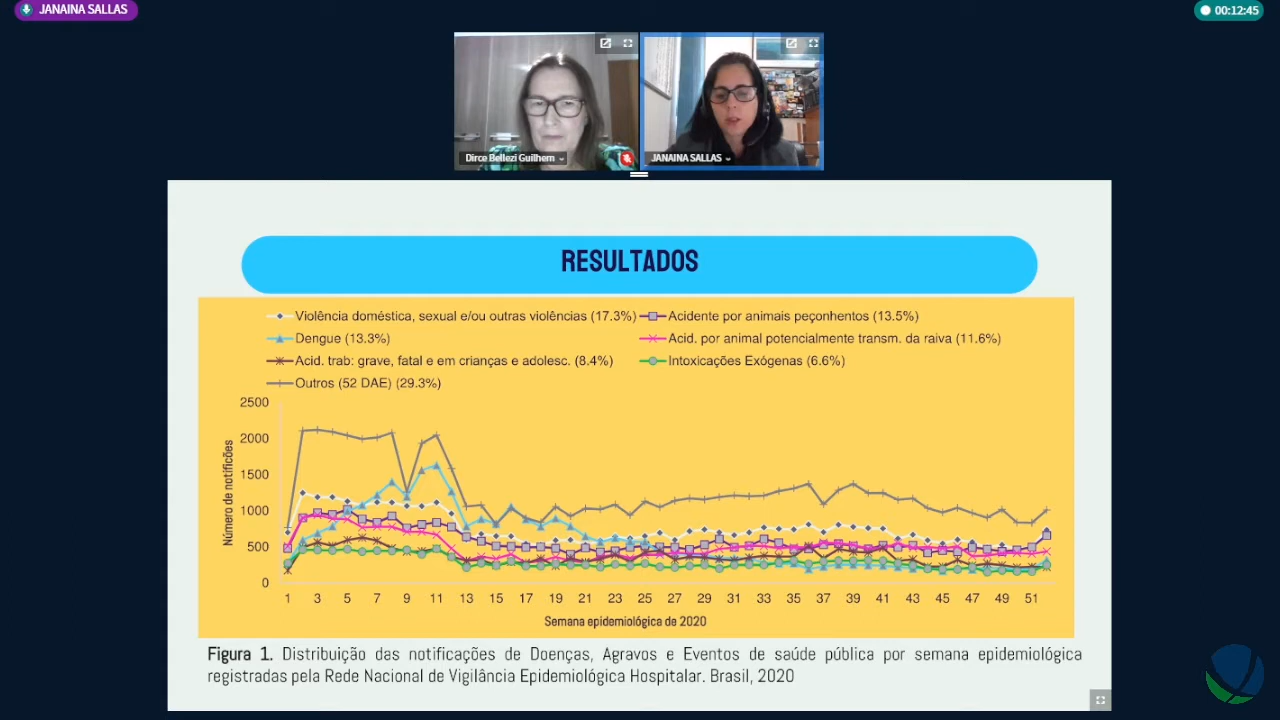 JANAINA SALLAS
00:12:45
Dirce Bellezi Guilhem
JANAINA SALLAS
RESULTADOS
Violência doméstica, sexual e/ou outras violências (17.3%)
Acidente por animais peçonhentos (13.5%)
Dengue (13.3%)
Acid. por animal potencialmente transm. da raiva (11.6%)
Acid. trab: grave, fatal e em crianças e adolesc. (8.4%)
Intoxicações Exógenas (6.6%)
Outros (52 DAE) (29.3%)
2500
2000
1500
1000
500
0
Número de notificões
1 3 5 7 9 11 13 15 17 19 21 23 25 27 29 31 33 35 37 39 41 43 45 47 49 51
Semana epidemiológica de 2020
Figura 1. Distribuição das notificações de Doenças, Agravos e Eventos de saúde pública por semana epidemiológica
registradas pela Rede Nacional de Vigilância Epidemiológica Hospitalar. Brasil, 2020